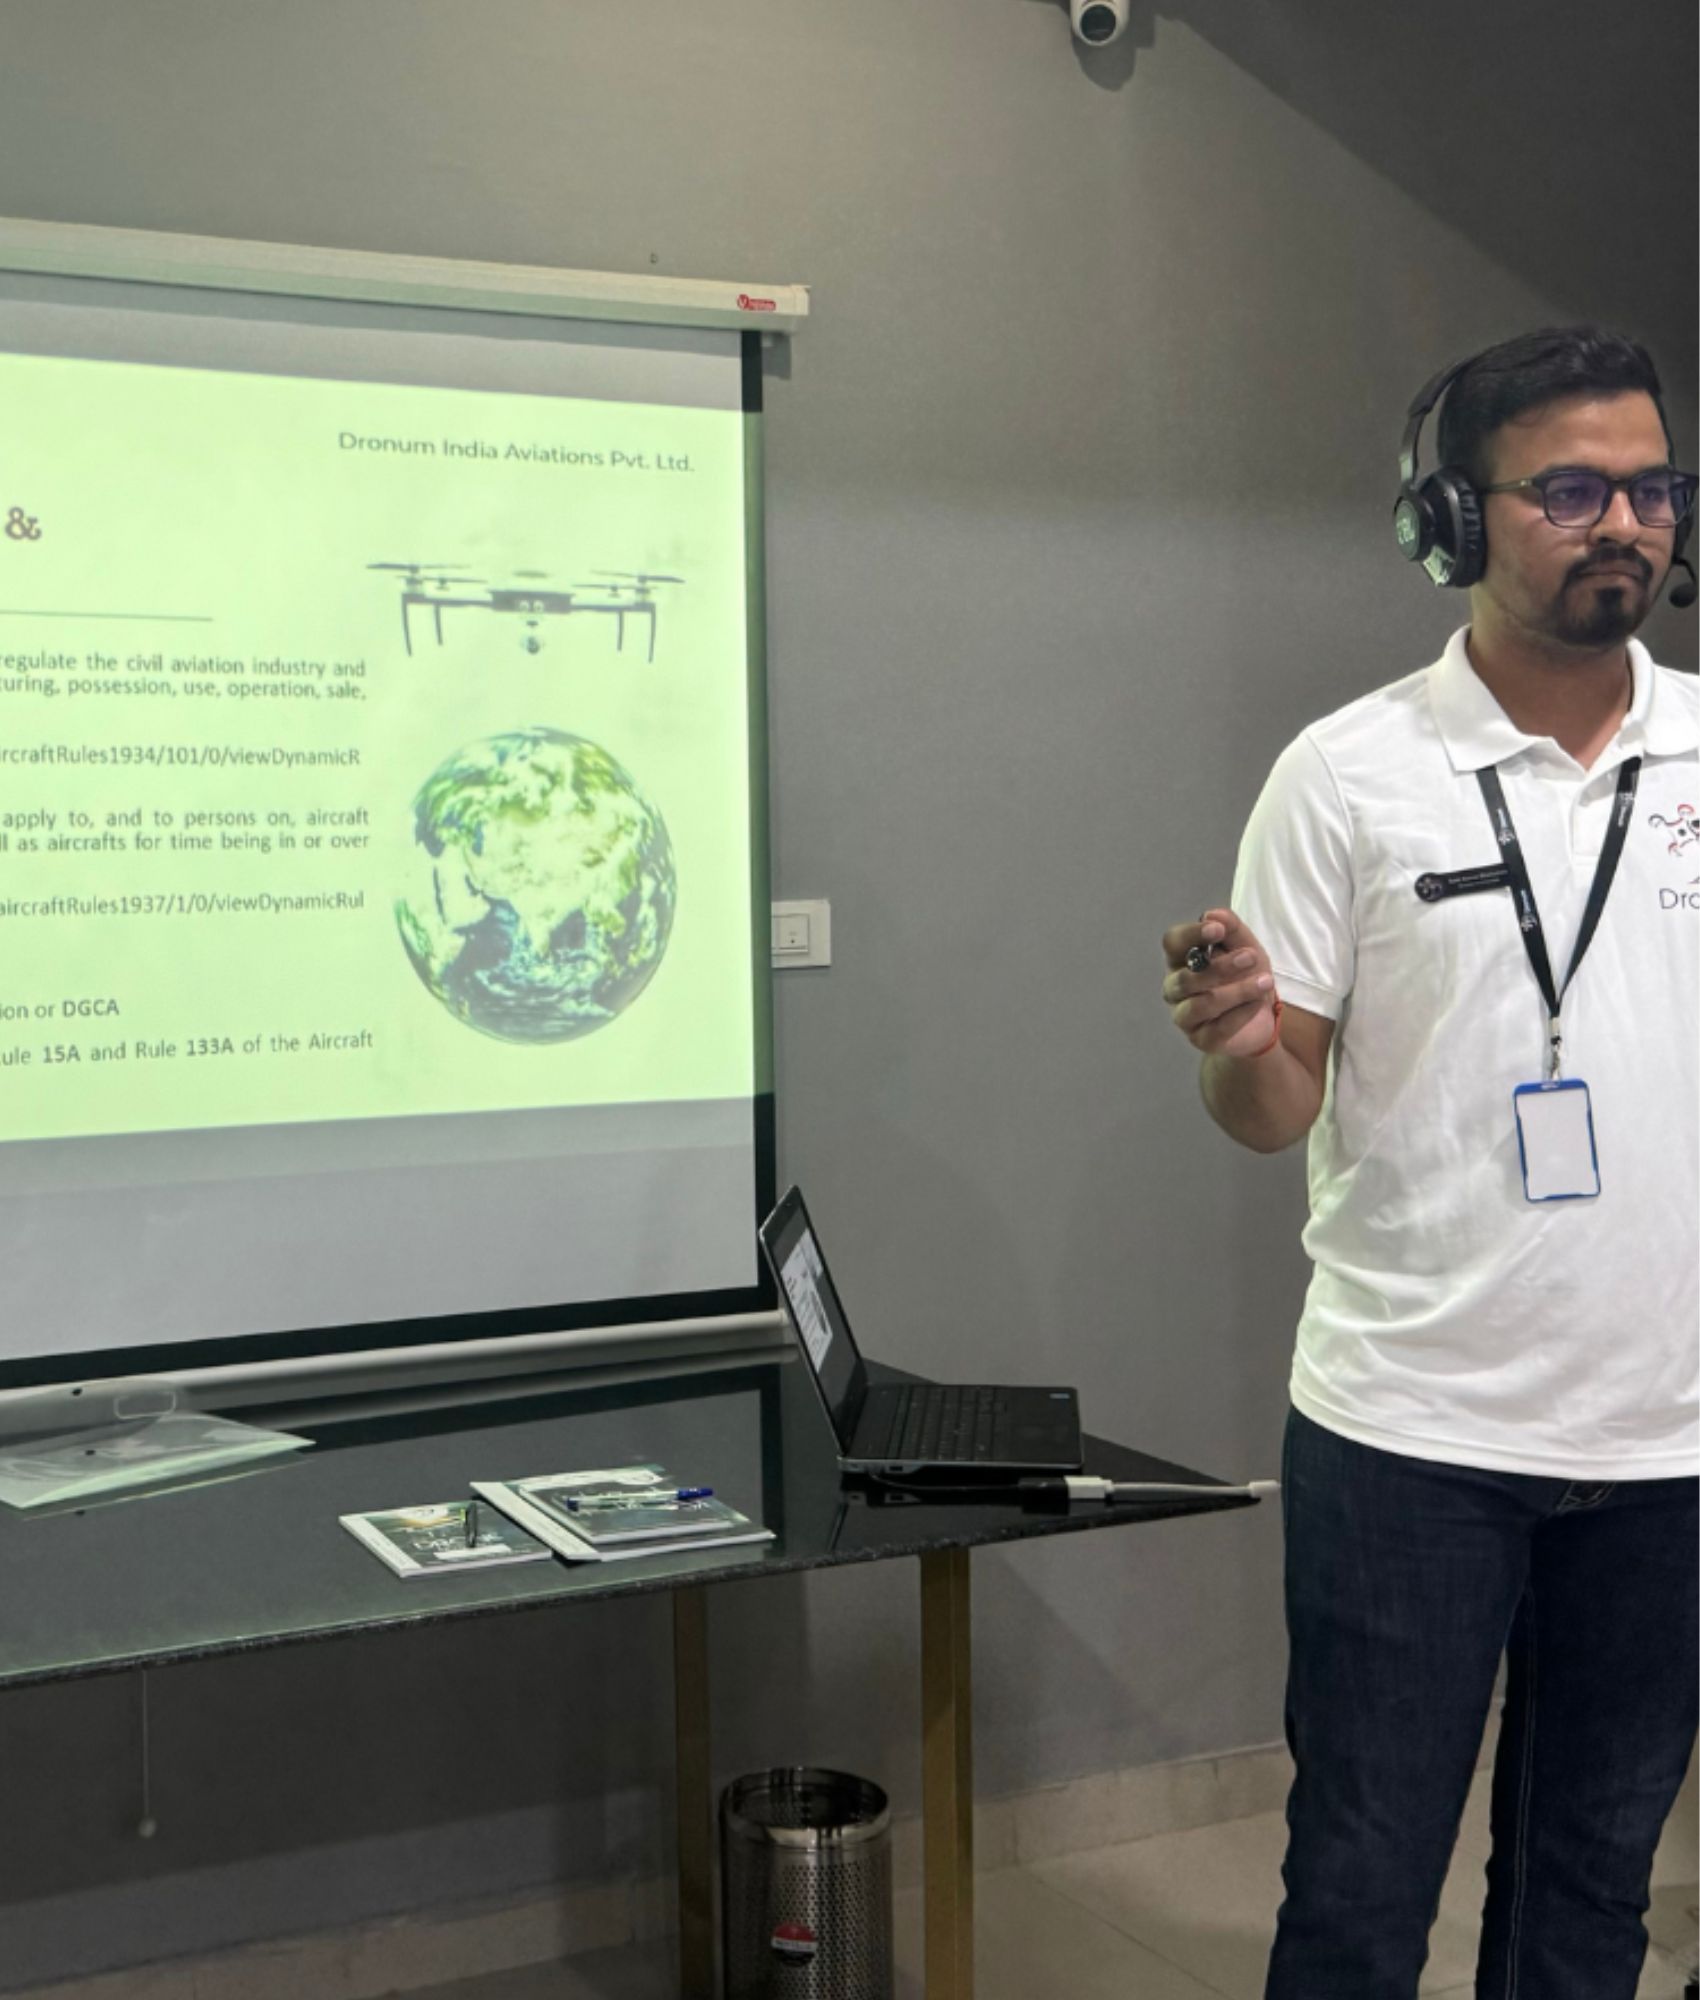 Dronum India Aviations Pvt. Ltd.
&
regulate the civil aviation industry and
turing, possession, use, operation, sale,
ircraftRules1934/101/0/viewDynamicR
apply to, and to persons on, aircraft
ll as aircrafts for time being in or over
aircraftRules1937/1/0/viewDynamicRul
ion or DGCA
ule 15A and Rule 133A of the Aircraft
JBL
Dro